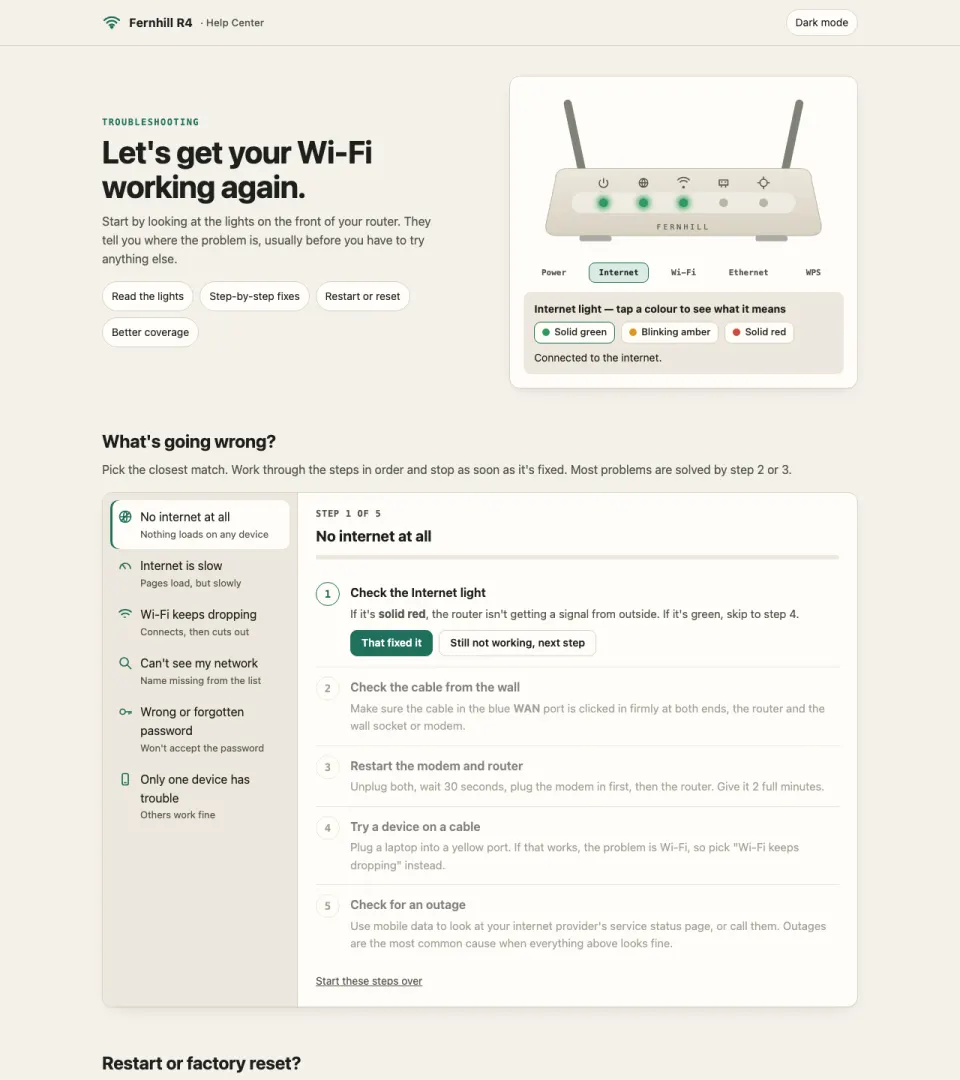 Fernhill R4 · Help Center
Dark mode
TROUBLESHOOTING
Let's get your Wi-Fi
working again.
Start by looking at the lights on the front of your router. They
tell you where the problem is, usually before you have to try
anything else.
Read the lights
Step-by-step fixes
Restart or reset
Better coverage
FERNHILL
Power
Internet
Wi-Fi
Ethernet
WPS
Internet light — tap a colour to see what it means
Solid green
Blinking amber
Solid red
Connected to the internet.
What's going wrong?
Pick the closest match. Work through the steps in order and stop as soon as it's fixed. Most problems are solved by step 2 or 3.
No internet at all
Nothing loads on any device
Internet is slow
Pages load, but slowly
Wi-Fi keeps dropping
Connects, then cuts out
Can't see my network
Name missing from the list
Wrong or forgotten
password
Won't accept the password
Only one device has
trouble
Others work fine
STEP 1 OF 5
No internet at all
1
Check the Internet light
If it's solid red, the router isn't getting a signal from outside. If it's green, skip to step 4.
That fixed it
Still not working, next step
2
Check the cable from the wall
Make sure the cable in the blue WAN port is clicked in firmly at both ends, the router and the
wall socket or modem.
3
Restart the modem and router
Unplug both, wait 30 seconds, plug the modem in first, then the router. Give it 2 full minutes.
4
Try a device on a cable
Plug a laptop into a yellow port. If that works, the problem is Wi-Fi, so pick "Wi-Fi keeps
dropping" instead.
5
Check for an outage
Use mobile data to look at your internet provider's service status page, or call them. Outages
are the most common cause when everything above looks fine.
Start these steps over
Restart or factory reset?